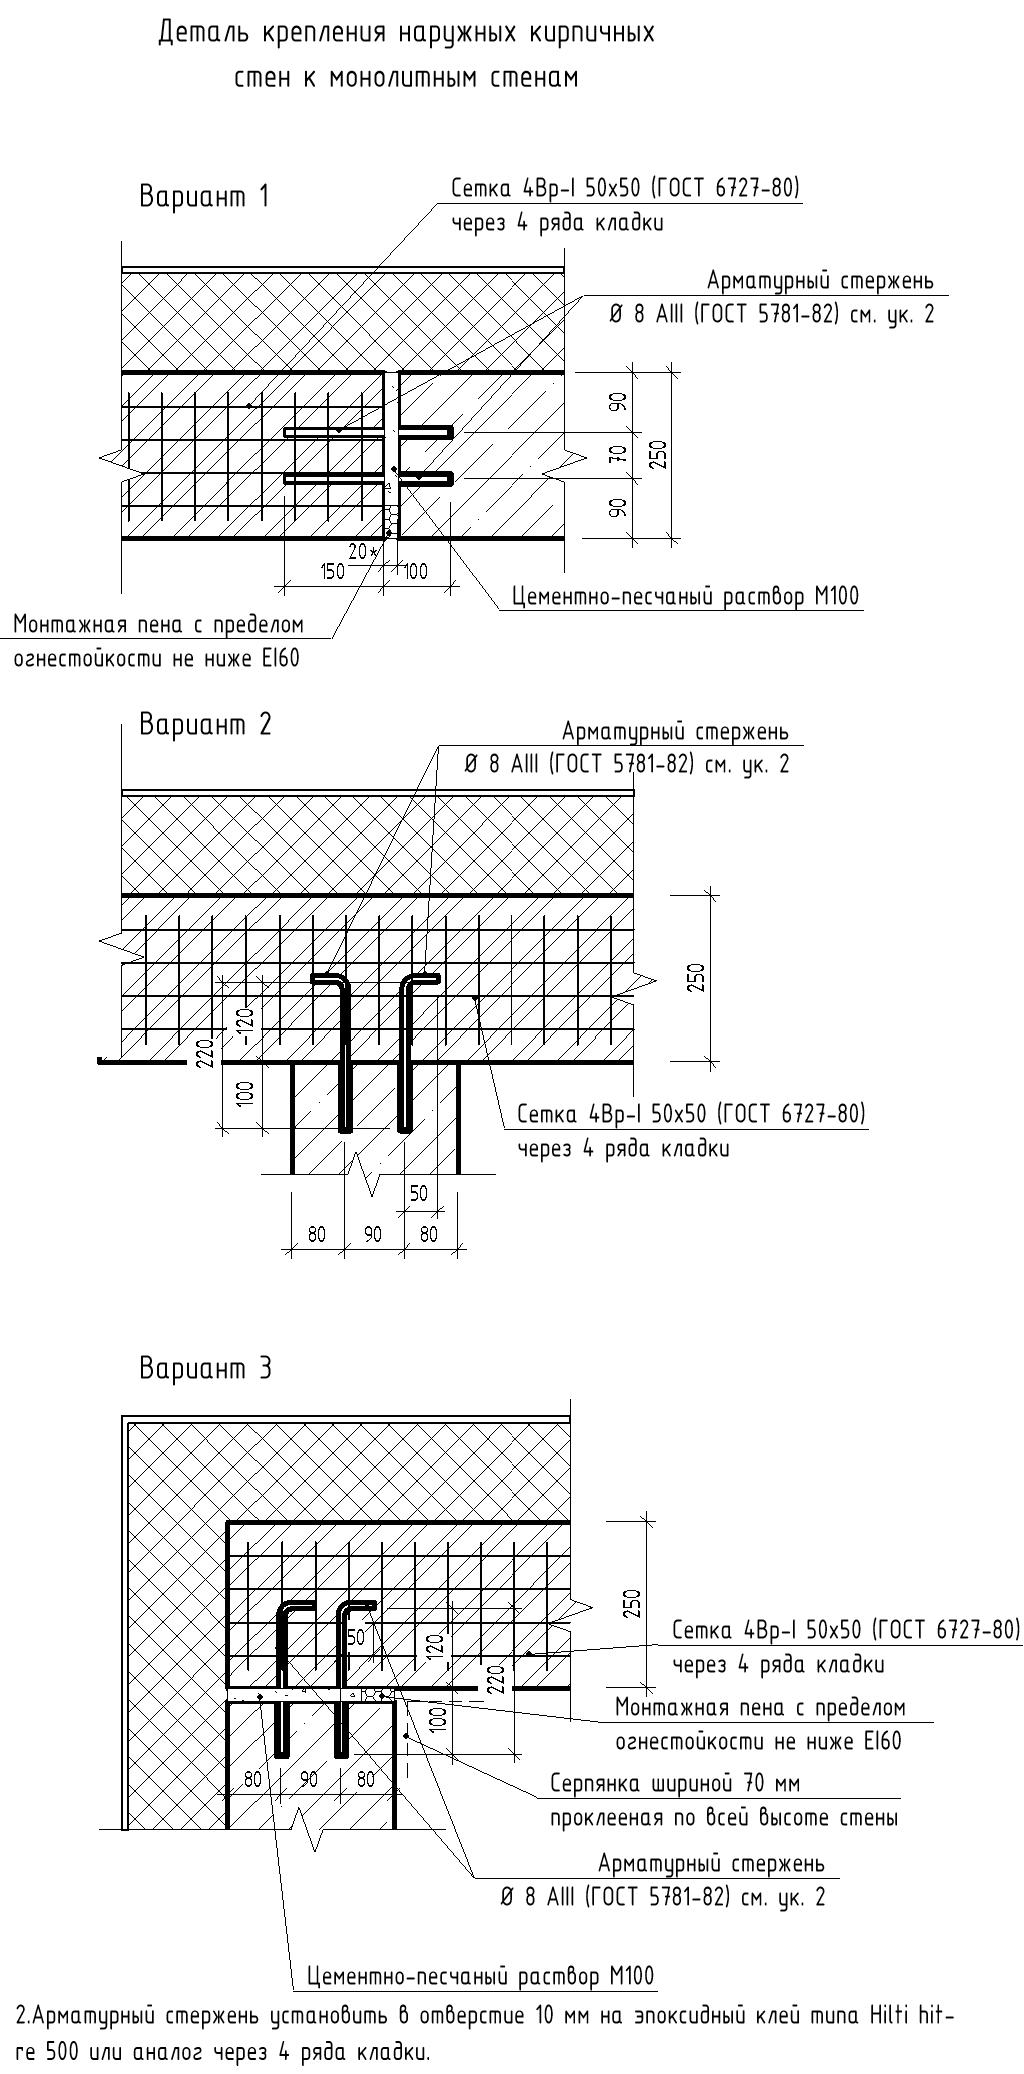 Деталь крепления наружных кирпичных
стен к монолитным стенам
Вариант 1
Сетка 4Вр-I 50х50 (ГОСТ 6727-80)
через 4 ряда кладки
Арматурный стержень
Ø 8 АIII (ГОСТ 5781-82) см. ук. 2
90
70
250
90
20*
150
100
Цементно-песчаный раствор М100
Монтажная пена с пределом
огнестойкости не ниже EI60
Вариант 2
Арматурный стержень
Ø 8 АIII (ГОСТ 5781-82) см. ук. 2
250
~120
220
100
Сетка 4Вр-I 50х50 (ГОСТ 6727-80)
через 4 ряда кладки
50
80
90
80
Вариант 3
250
50
120
220
100
Сетка 4Вр-I 50х50 (ГОСТ 6727-80)
через 4 ряда кладки
Монтажная пена с пределом
огнестойкости не ниже EI60
80
90
80
Серпянка шириной 70 мм
проклееная по всей высоте стены
Арматурный стержень
Ø 8 АIII (ГОСТ 5781-82) см. ук. 2
Цементно-песчаный раствор М100
2.Арматурный стержень установить в отверстие 10 мм на эпоксидный клей типа Hilti hit-
re 500 или аналог через 4 ряда кладки.